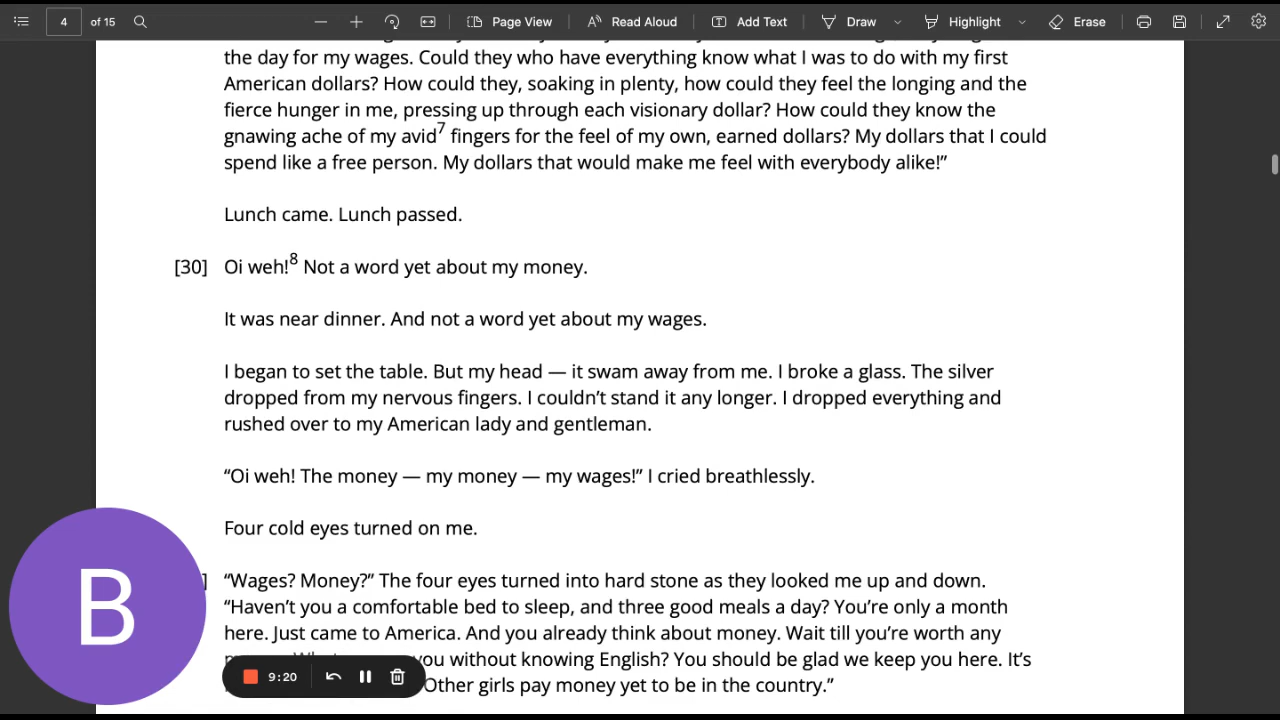 4 of 15 Page View Read Aloud Add Text Draw Highlight Erase
the day for my wages. Could they who have everything know what I was to do with my first
American dollars? How could they, soaking in plenty, how could they feel the longing and the
fierce hunger in me, pressing up through each visionary dollar? How could they know the
gnawing ache of my avid7 fingers for the feel of my own, earned dollars? My dollars that I could
spend like a free person. My dollars that would make me feel with everybody alike!”
Lunch came. Lunch passed.
[30] Oi weh!8 Not a word yet about my money.
It was near dinner. And not a word yet about my wages.
I began to set the table. But my head — it swam away from me. I broke a glass. The silver
dropped from my nervous fingers. I couldn’t stand it any longer. I dropped everything and
rushed over to my American lady and gentleman.
“Oi weh! The money — my money — my wages!” I cried breathlessly.
Four cold eyes turned on me.
] “Wages? Money?” The four eyes turned into hard stone as they looked me up and down.
“Haven’t you a comfortable bed to sleep, and three good meals a day? You’re only a month
here. Just came to America. And you already think about money. Wait till you’re worth any
you without knowing English? You should be glad we keep you here. It’s
Other girls pay money yet to be in the country.”
B
9:20